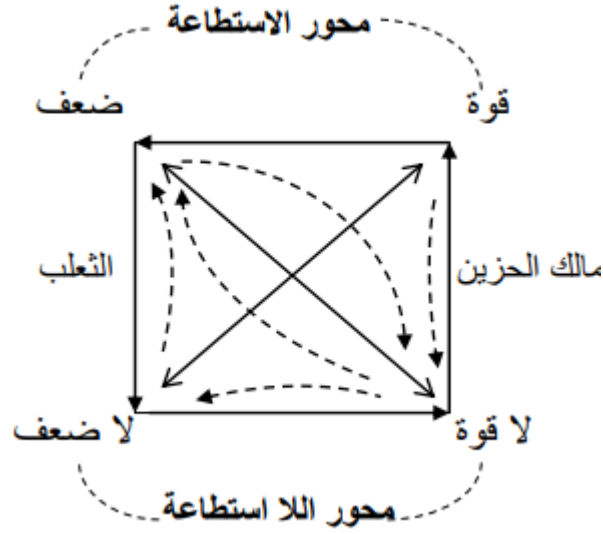 محور الاستطاعة
قوة
ضعف
مالك الحزين
الثعلب
لا قوة
لا ضعف
محور اللا استطاعة